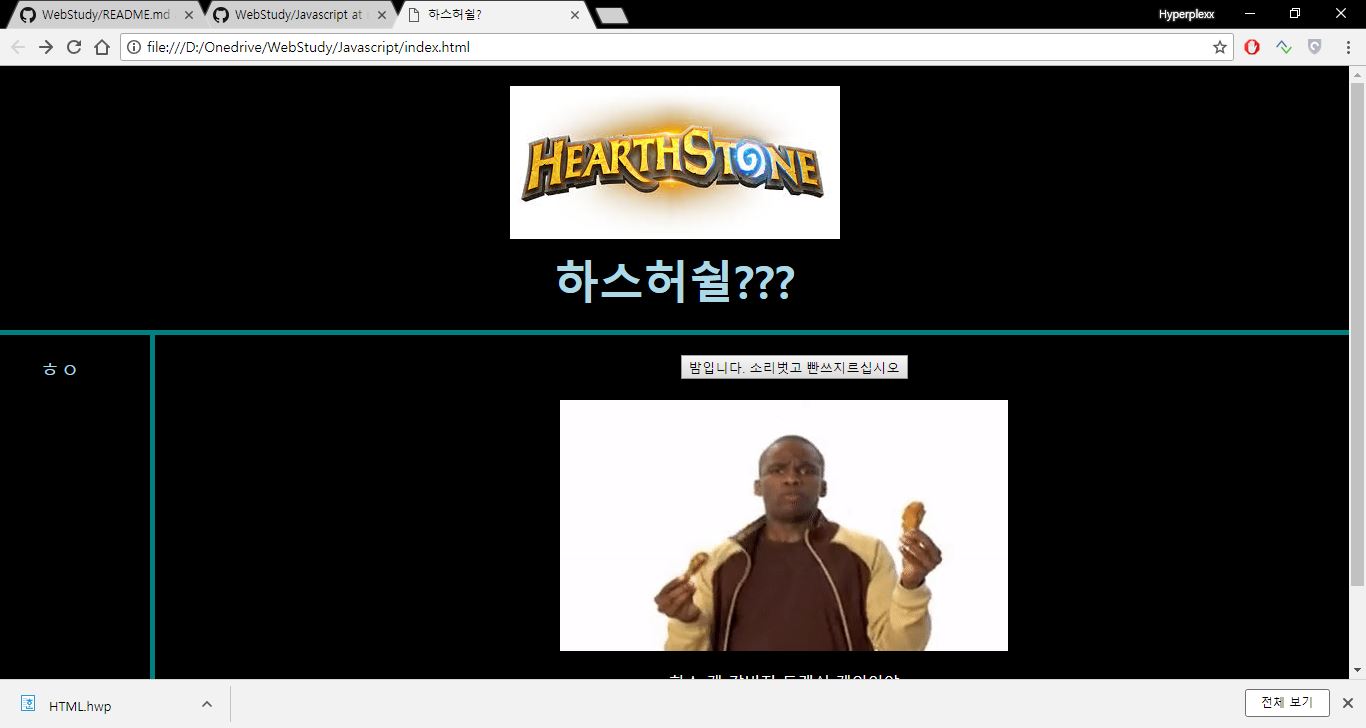 WebStudy/README.md
WebStudy/Javascript at
하스허쉴?
Hyperplexx
file:///D:/Onedrive/WebStudy/Javascript/index.html
HEARTHSTONE
하스허쉴???
ㅎㅇ
밤입니다. 소리벗고 빤쓰지르십시오
HTML.hwp
전체 보기